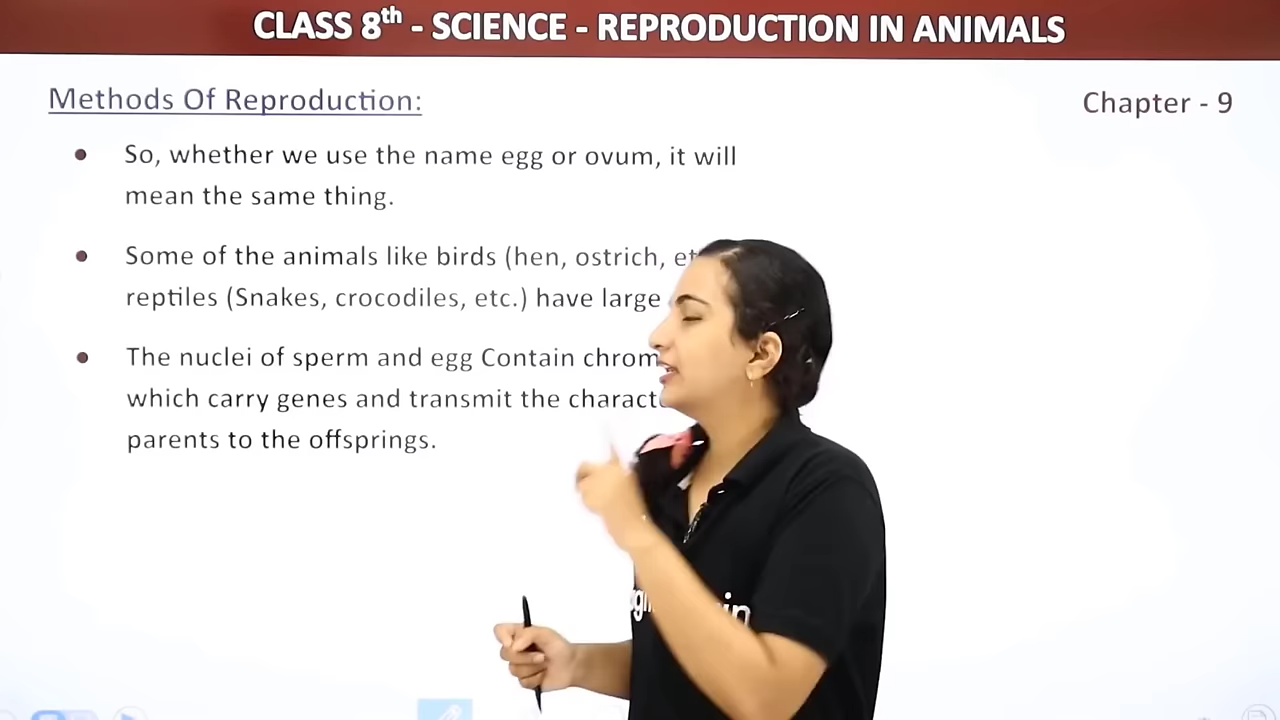 CLASS 8th - SCIENCE - REPRODUCTION IN ANIMALS
Methods Of Reproduction:
Chapter - 9
So, whether we use the name egg or ovum, it will
mean the same thing.
Some of the animals like birds (hen, ostrich,
reptiles (Snakes, crocodiles, etc.) have large
The nuclei of sperm and egg Contain
which carry genes and transmit the
parents to the offsprings.